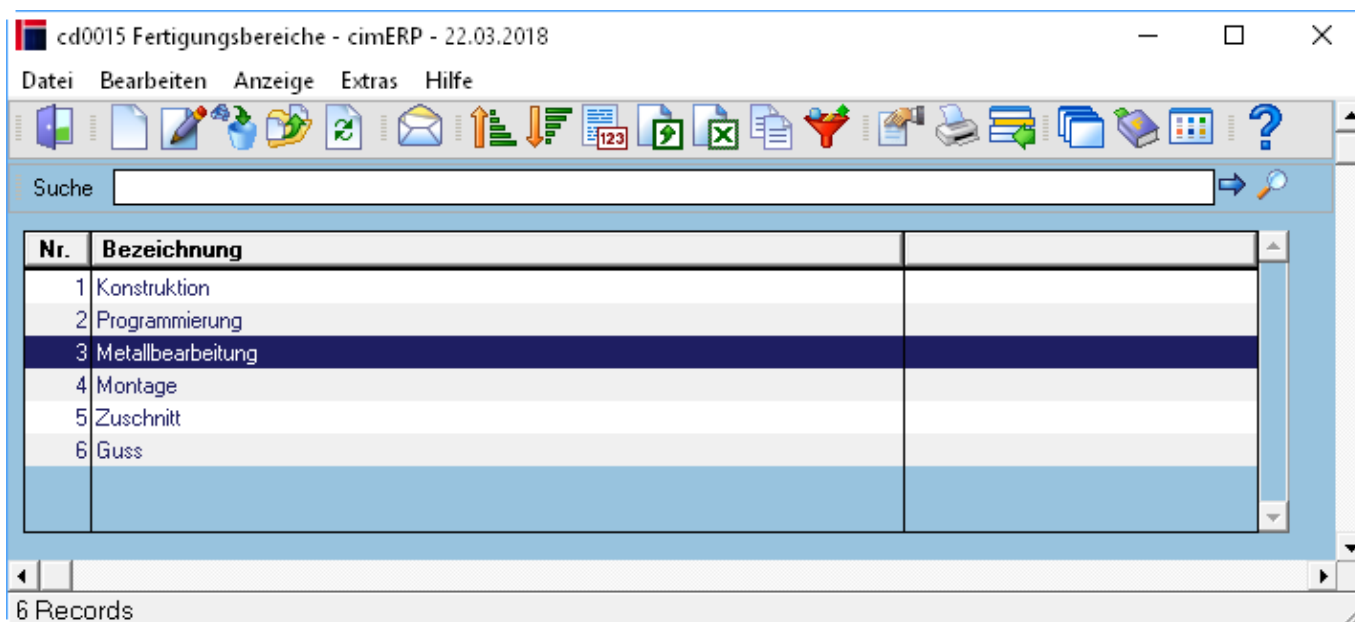 cd0015 Fertigungsbereiche - cimERP - 22.03.2018
Datei Bearbeiten Anzeige Extras Hilfe
123
?
Suche
Nr. Bezeichnung
1 Konstruktion
2 Programmierung
3 Metallbearbeitung
4 Montage
5 Zuschnitt
6 Guss
6 Records